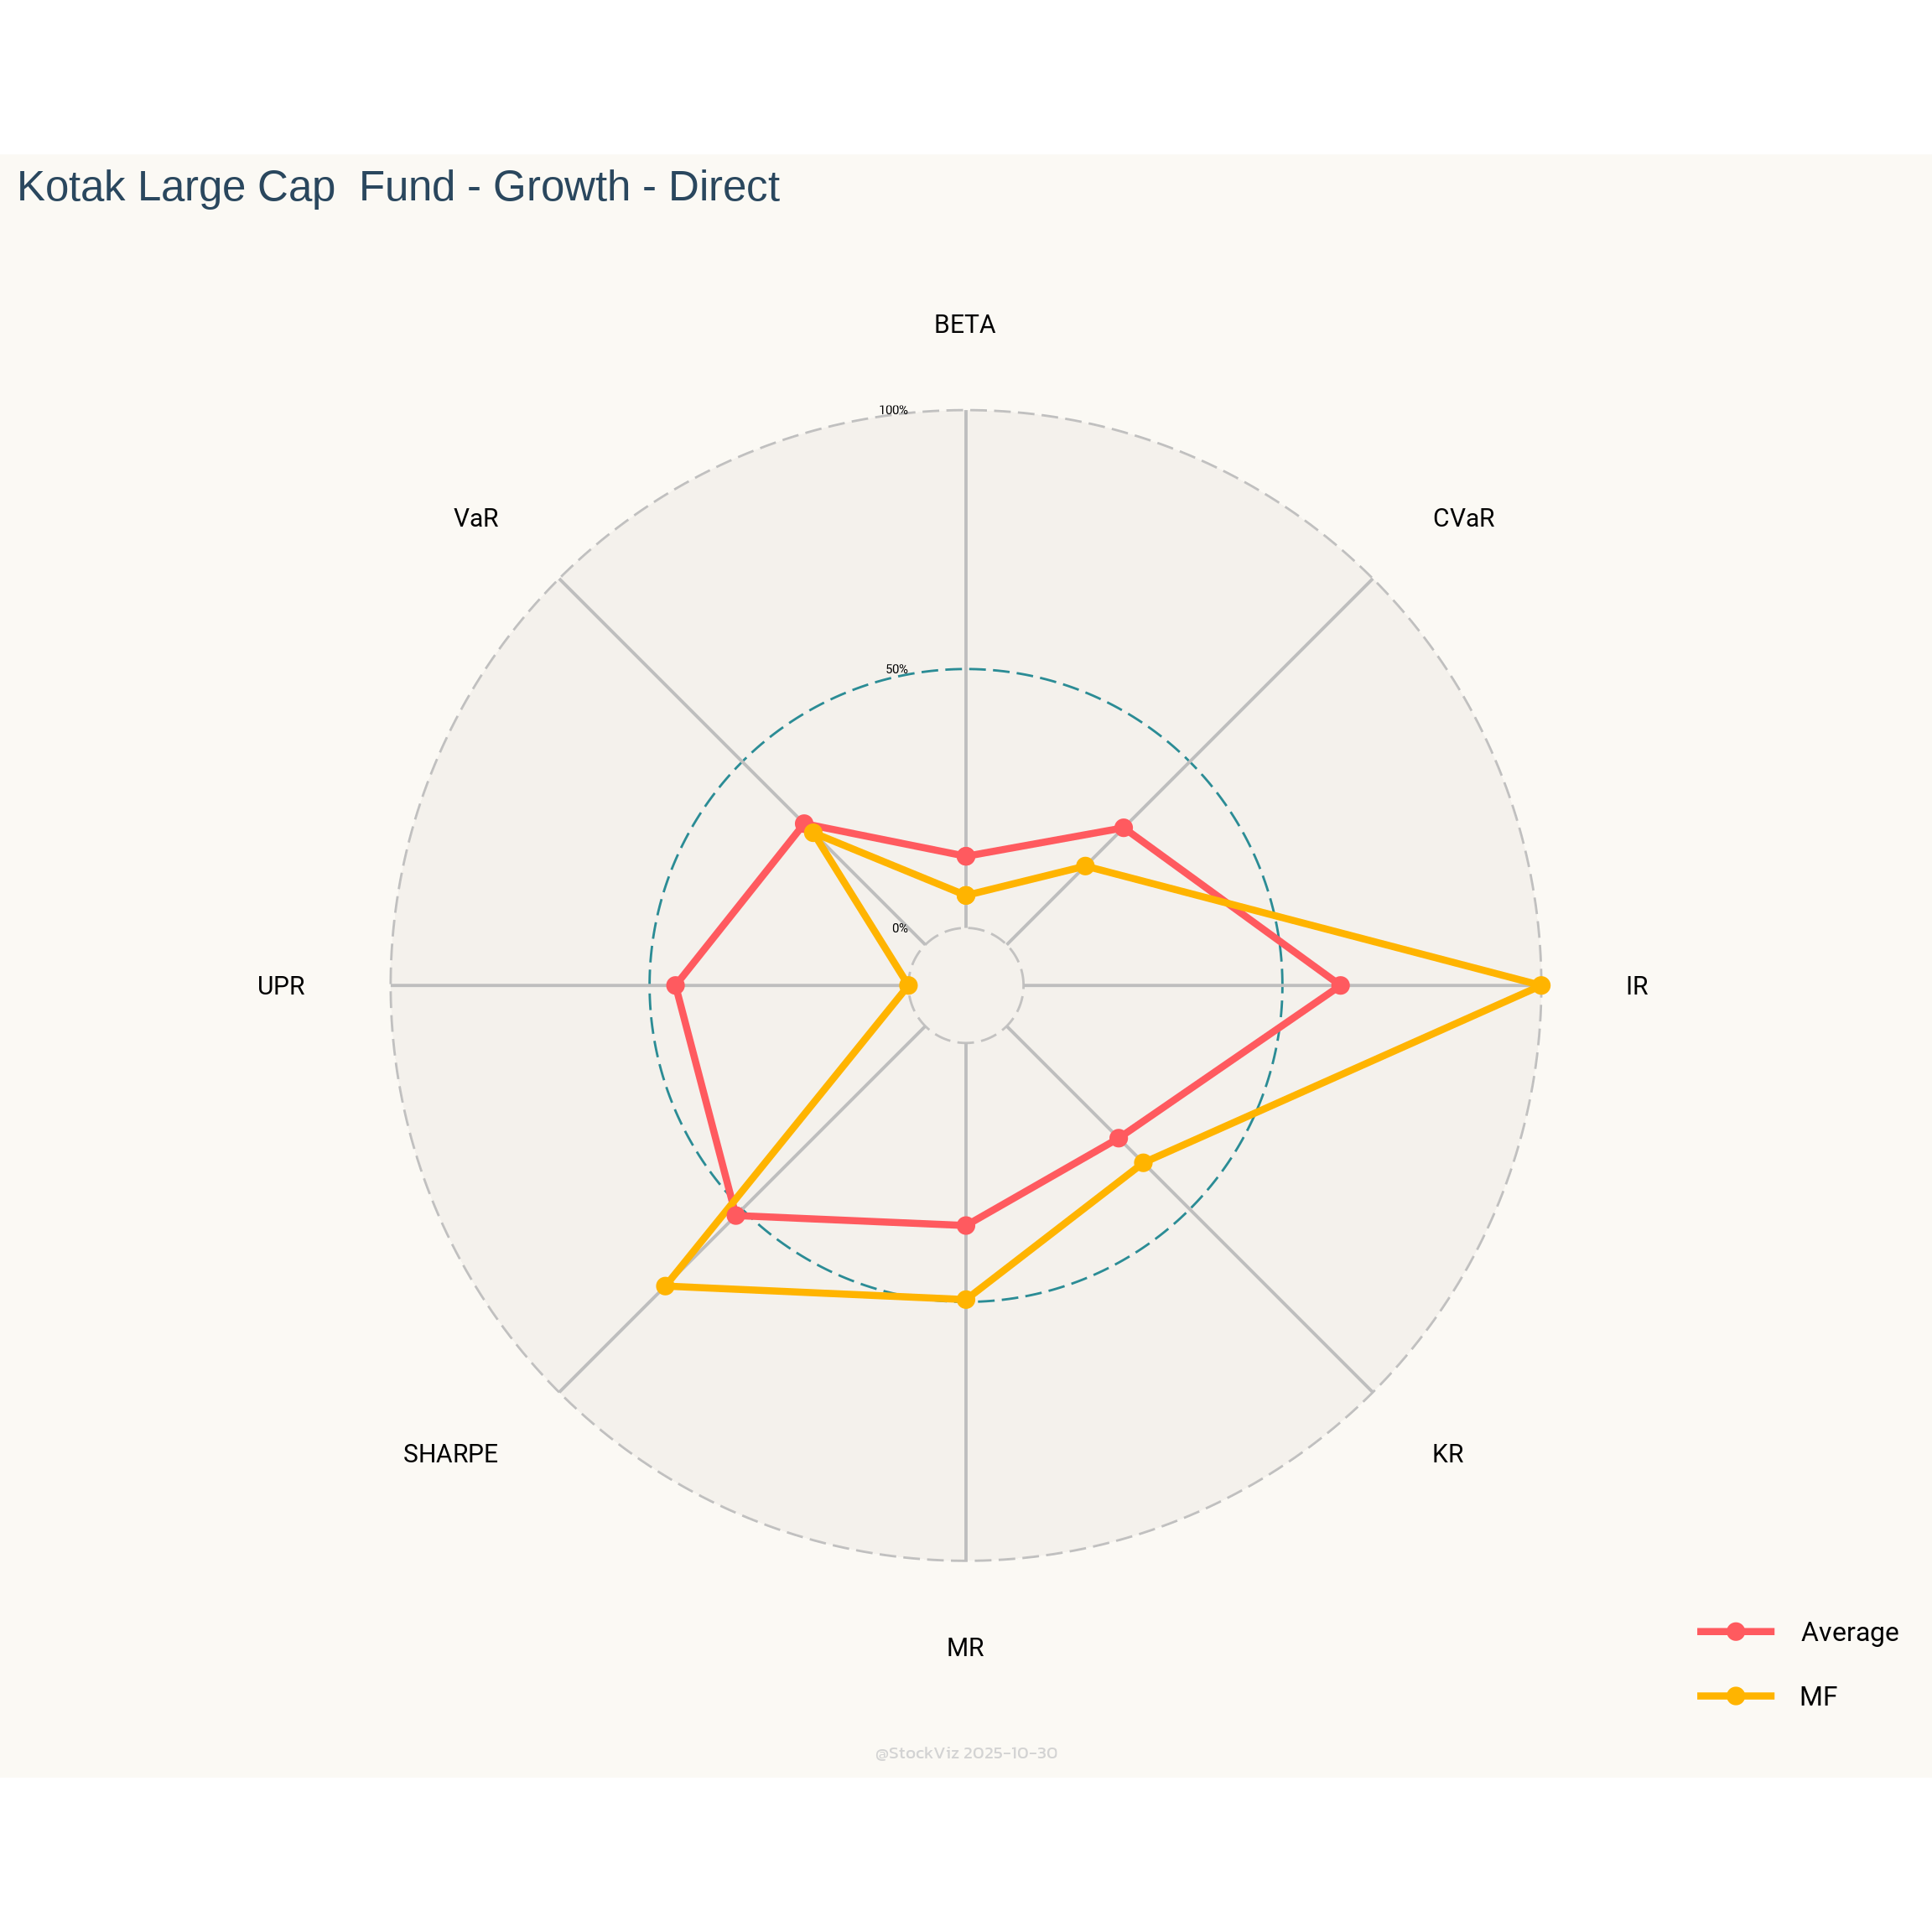 Kotak Large Cap  Fund - Growth - Direct
BETA
100%
VaR
CVaR
50%
0%
UPR
IR
SHARPE
KR
MR
Average
MF
@StockViz 2025-10-30